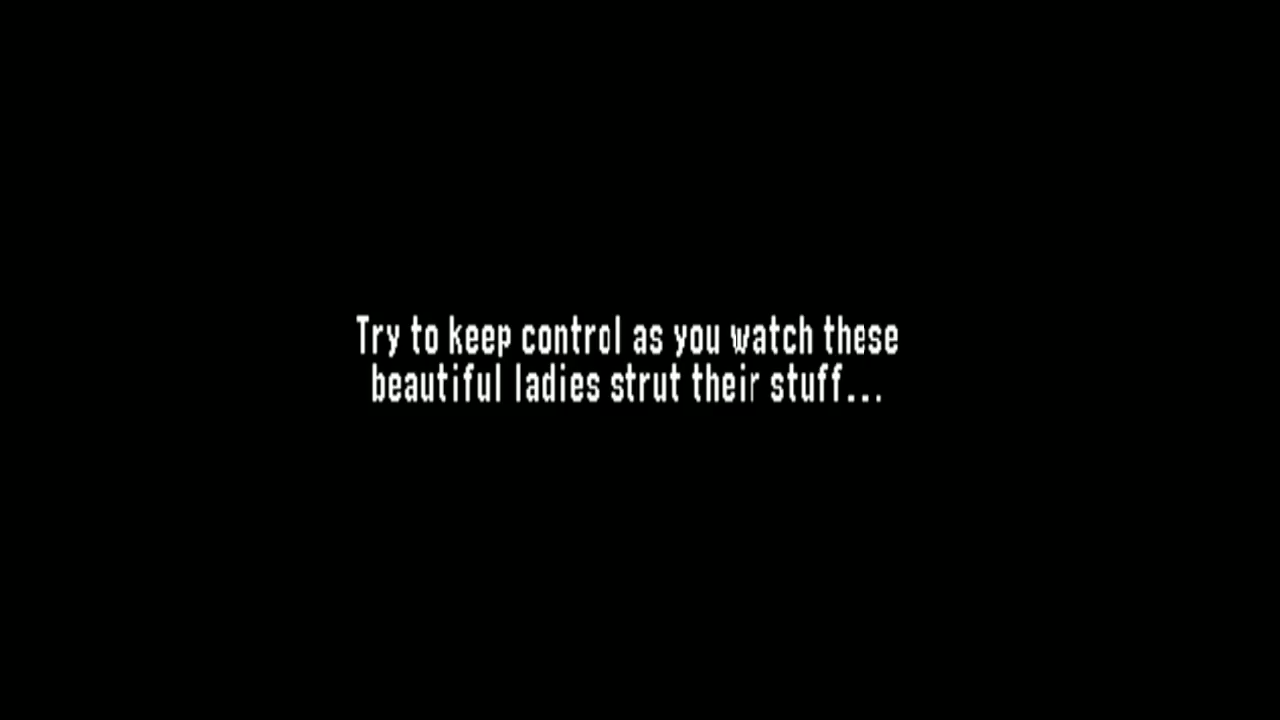 Try to keep control as you watch these
beautiful ladies strut their stuff...